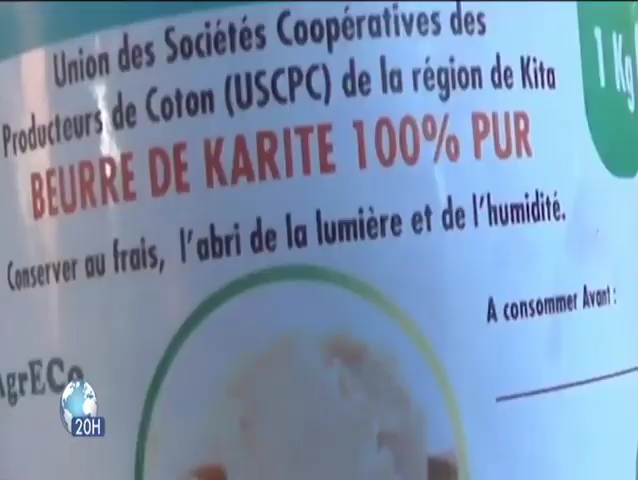 Union des Sociétés Coopératives des
Producteurs de Coton (USCPC) de la région de Kita
BEURRE DE KARITE 100% PUR
Conserver au frais, l'abri de la lumière et de l'humidité.
1 Kg
A consommer Avant :
AgrECo
20H